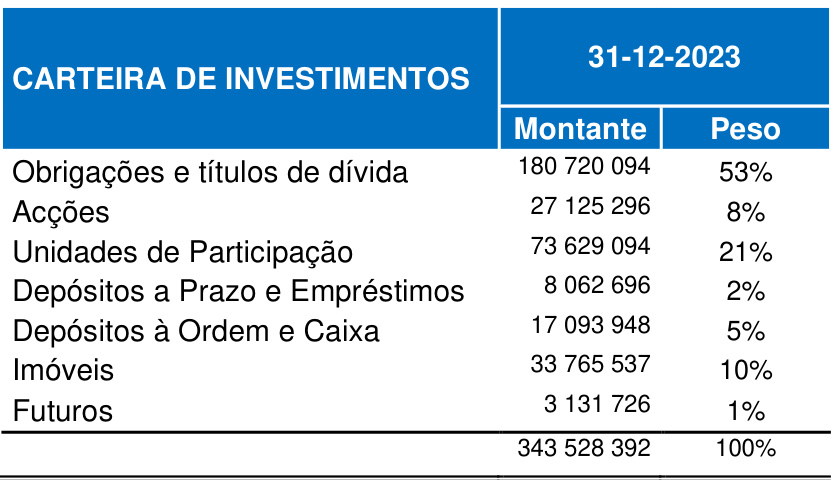 CARTEIRA DE INVESTIMENTOS 31-12-2023
Montante Peso
Obrigações e títulos de dívida 180 720 094 53%
Acções 27 125 296 8%
Unidades de Participação 73 629 094 21%
Depósitos a Prazo e Empréstimos 8 062 696 2%
Depósitos à Ordem e Caixa 17 093 948 5%
Imóveis 33 765 537 10%
Futuros 3 131 726 1%
343 528 392 100%